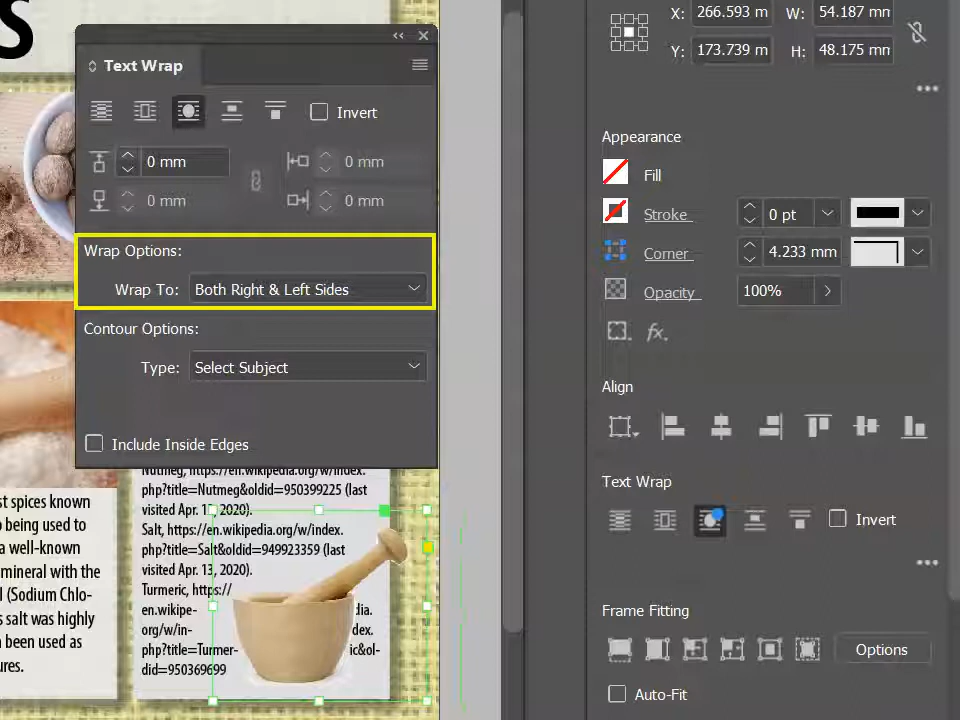 S
Text Wrap
Invert
0 mm
0 mm
0 mm
0 mm
Wrap Options:
Wrap To: Both Right & Left Sides
Contour Options:
Type: Select Subject
Include Inside Edges
Nutmeg, https://en.wikipedia.org/w/index.
php?title=Nutmeg&oldid=950399225 (last
visited Apr. 13, 2020).
Salt, https://en.wikipedia.org/w/index.
php?title=Salt&oldid=949923359 (last
visited Apr. 13, 2020).
Turmeric, https://
en.wikipe- dia.
org/w/in- dex.
php?title=Turmer- ic&ol-
did=950369699
st spices known
being used to
a well-known
mineral with the
l (Sodium Chlo-
s salt was highly
been used as
ures.
X: 266.593 m W: 54.187 mm
Y: 173.739 m H: 48.175 mm
Appearance
Fill
Stroke 0 pt
Corner 4.233 mm
Opacity 100%
fx.
Align
Text Wrap
Invert
Frame Fitting
Options
Auto-Fit